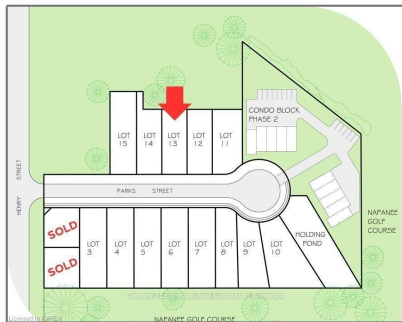 CONDO BLOCK
PHASE 2
LOT
15
LOT
14
LOT
13
LOT
12
LOT
11
HENRY STREET
PARKS STREET
SOLD
SOLD
LOT
3
LOT
4
LOT
5
LOT
6
LOT
7
LOT
8
LOT
9
LOT
10
HOLDING
POND
NAPANEE
GOLF
COURSE
NAPANEE GOLF COURSE